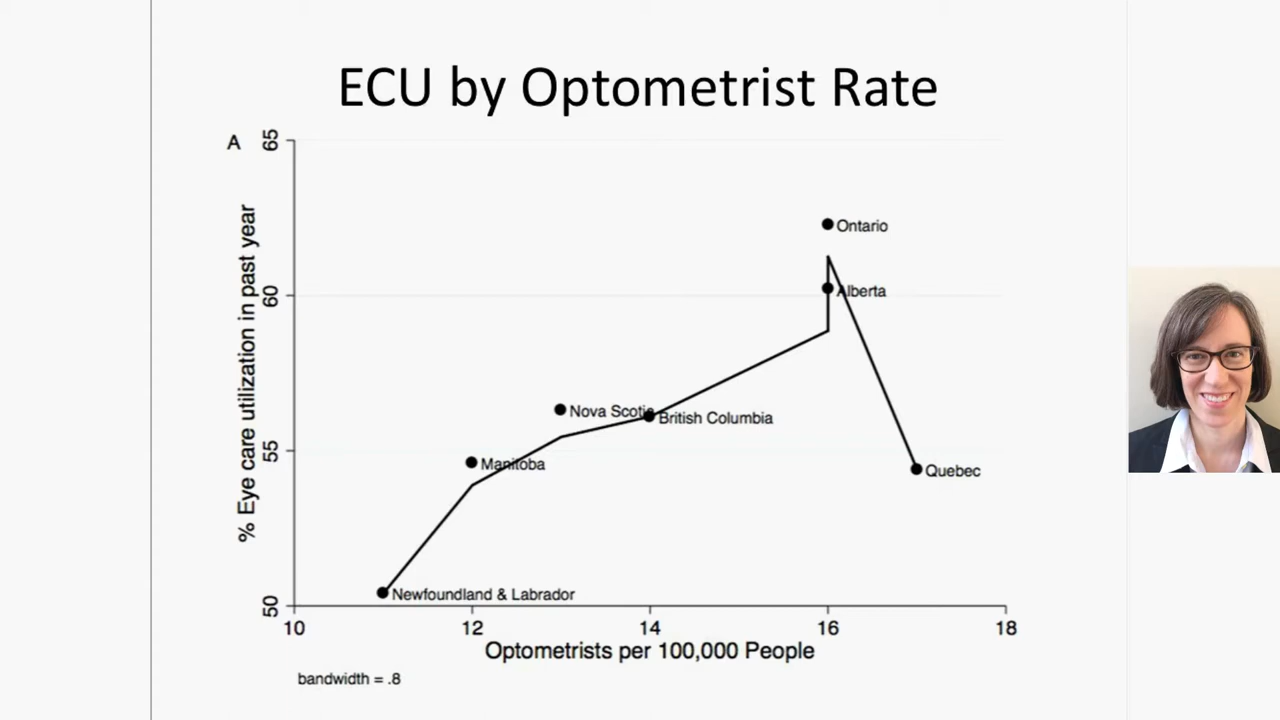 ECU by Optometrist Rate
A
65
60
55
50
% Eye care utilization in past year
Ontario
Alberta
Nova Scotia
British Columbia
Manitoba
Quebec
Newfoundland & Labrador
10 12 14 16 18
Optometrists per 100,000 People
bandwidth = .8